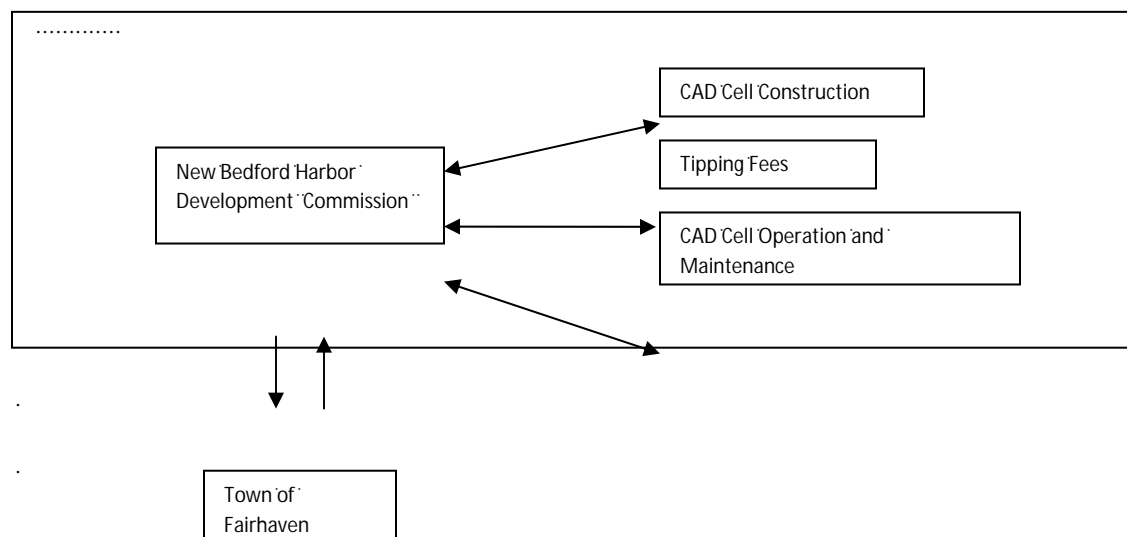 .............
CAD Cell Construction
New Bedford Harbor
Development Commission
Tipping Fees
CAD Cell Operation and
Maintenance
.
.
Town of
Fairhaven